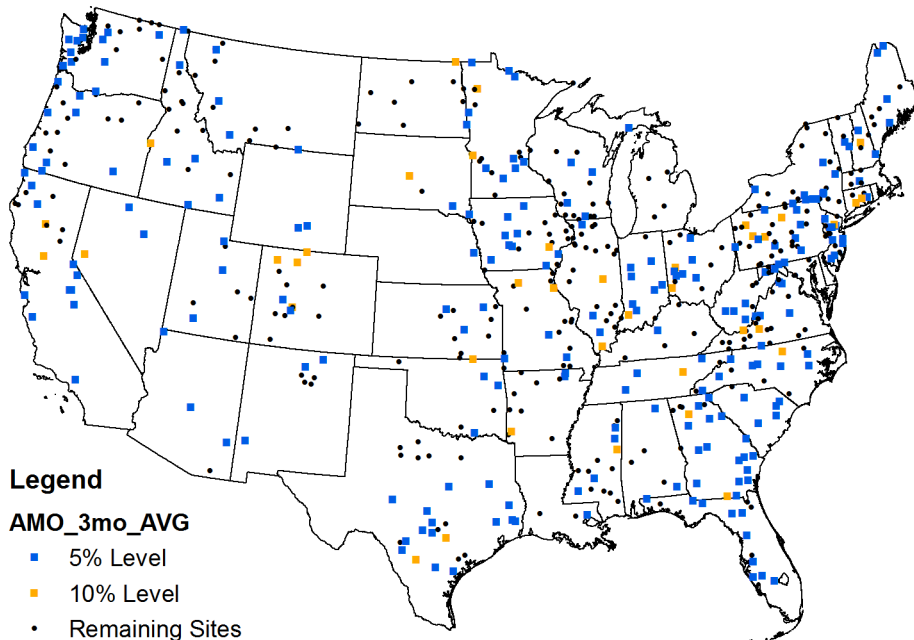 Legend
AMO_3mo_AVG
5% Level
10% Level
Remaining Sites